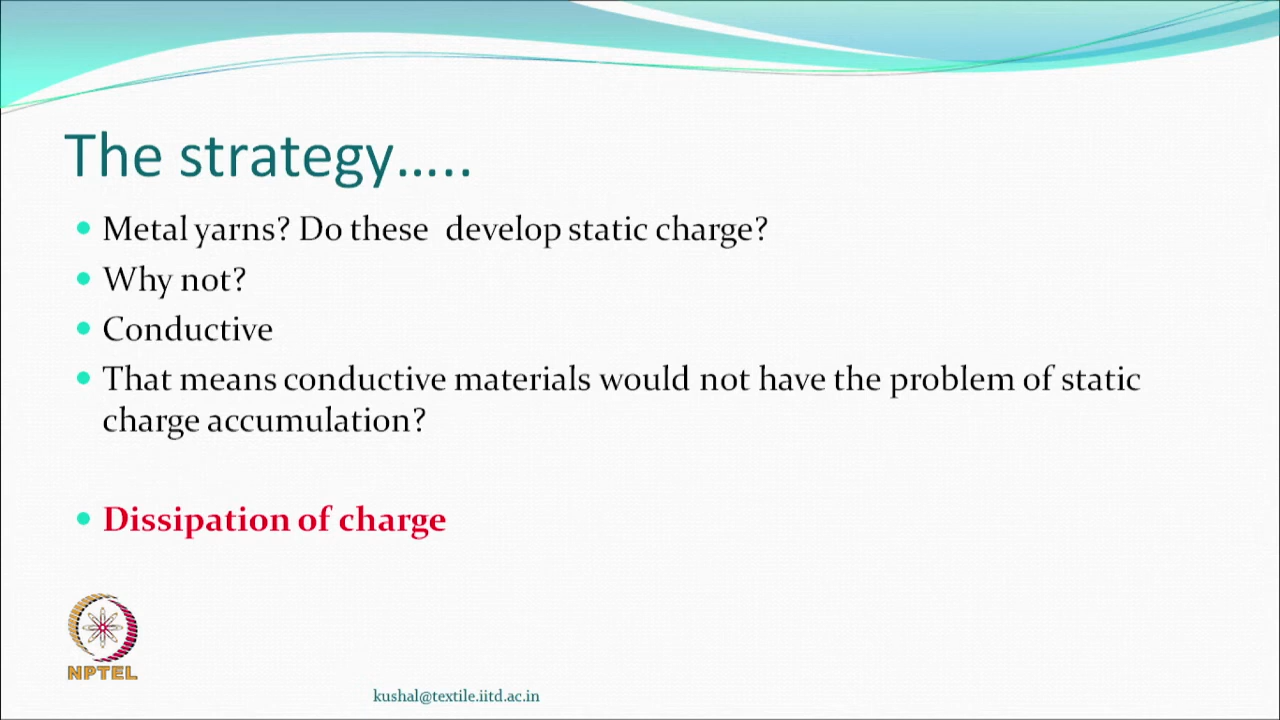 The strategy.....
Metal yarns? Do these develop static charge?
Why not?
Conductive
That means conductive materials would not have the problem of static
charge accumulation?
Dissipation of charge
NPTEL
kushal@textile.iitd.ac.in